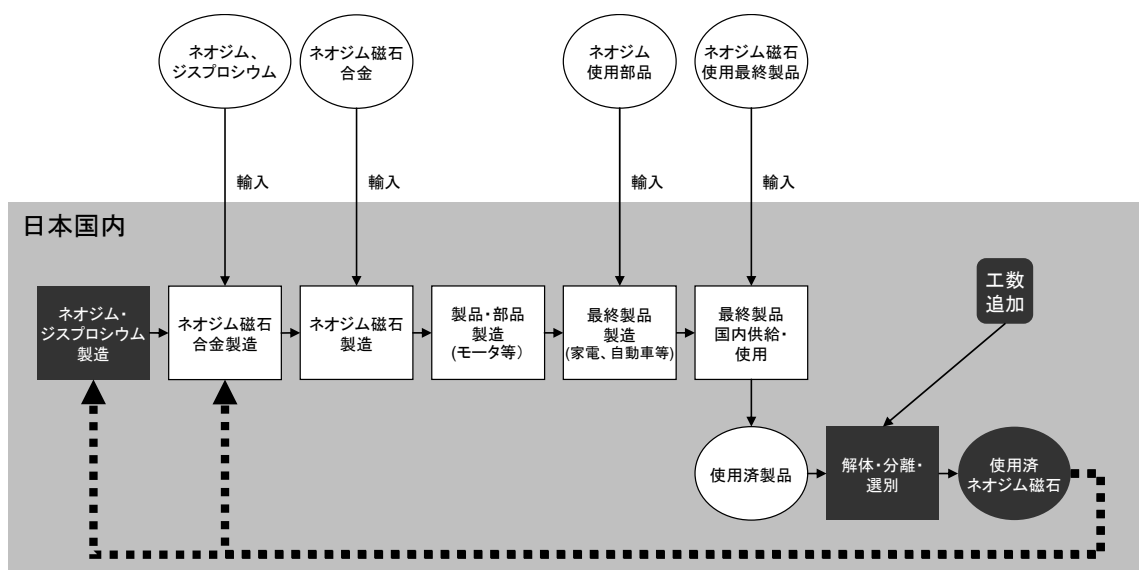 ネオジム、
ジスプロシウム
ネオジム磁石
合金
ネオジム
使用部品
ネオジム磁石
使用最終製品
輸入
輸入
輸入
輸入
日本国内
工数
追加
ネオジム・
ジスプロシウム
製造
ネオジム磁石
合金製造
ネオジム磁石
製造
製品・部品
製造
(モータ等)
最終製品
製造
(家電、自動車等)
最終製品
国内供給・
使用
使用済製品
解体・分離・
選別
使用済
ネオジム磁石